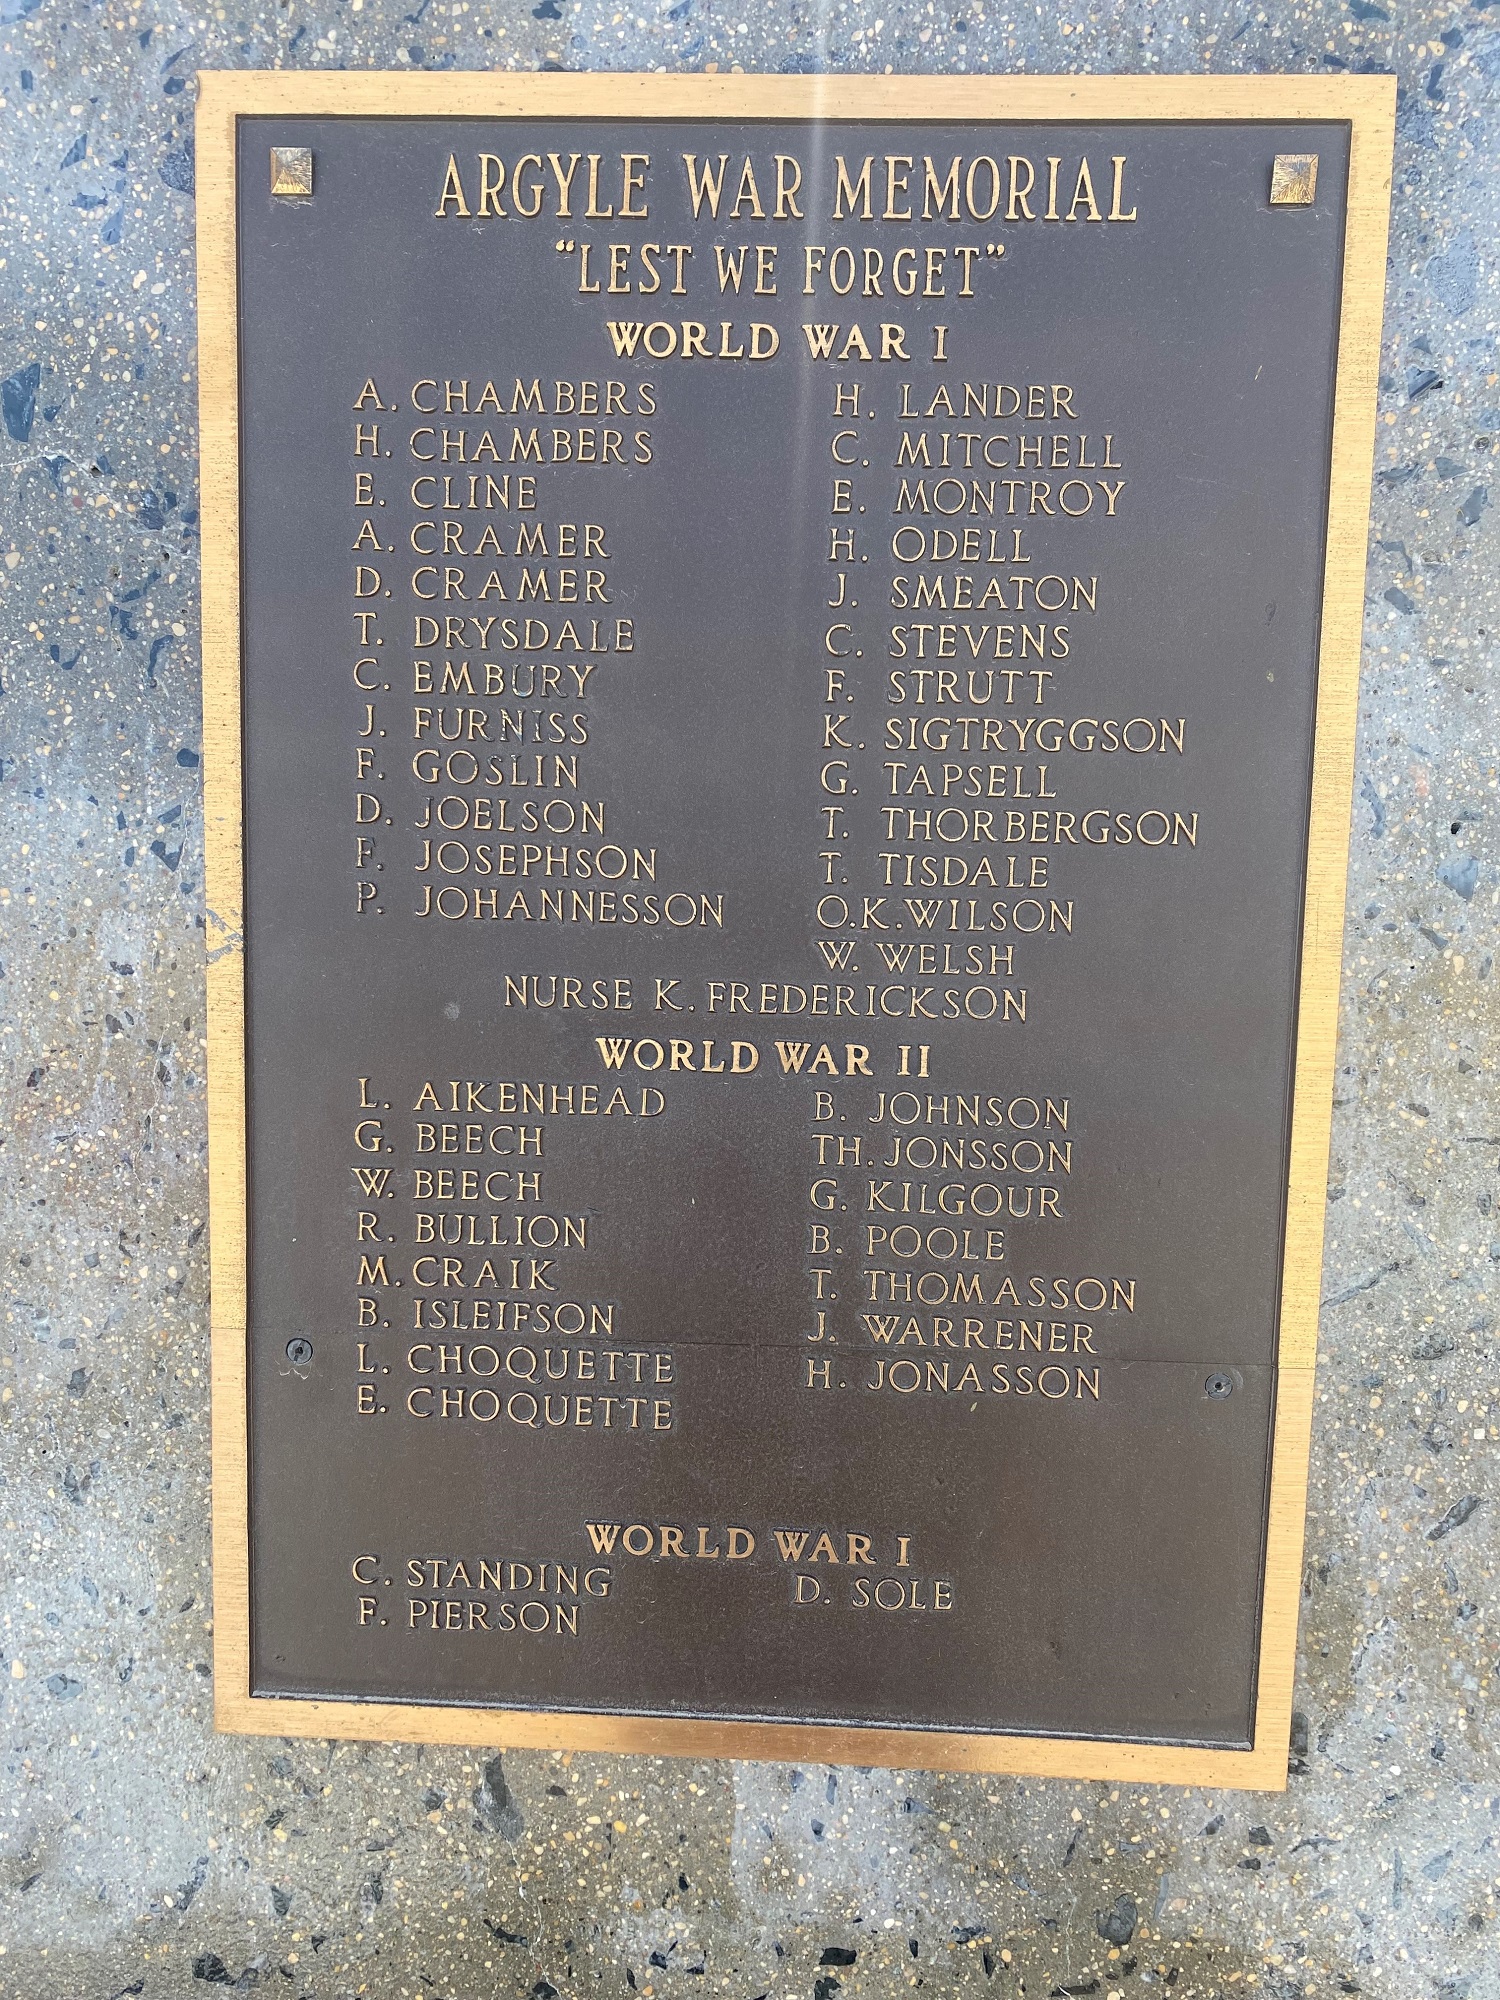 ARGYLE WAR MEMORIAL
"LEST WE FORGET"
WORLD WAR I
A. CHAMBERS
H. CHAMBERS
E. CLINE
A. CRAMER
D. CRAMER
T. DRYSDALE
C. EMBURY
J. FURNISS
F. GOSLIN
D. JOELSON
F. JOSEPHSON
P. JOHANNESSON
H. LANDER
C. MITCHELL
E. MONTROY
H. ODELL
J. SMEATON
C. STEVENS
F. STRUTT
K. SIGTRYGGSON
G. TAPSELL
T. THORBERGSON
T. TISDALE
O.K. WILSON
W. WELSH
NURSE K. FREDERICKSON
WORLD WAR II
L. AIKENHEAD
G. BEECH
W. BEECH
R. BULLION
M. CRAIK
B. ISLEIFSON
L. CHOQUETTE
E. CHOQUETTE
B. JOHNSON
TH. JONSSON
G. KILGOUR
B. POOLE
T. THOMASSON
J. WARRENER
H. JONASSON
WORLD WAR I
C. STANDING
F. PIERSON
D. SOLE